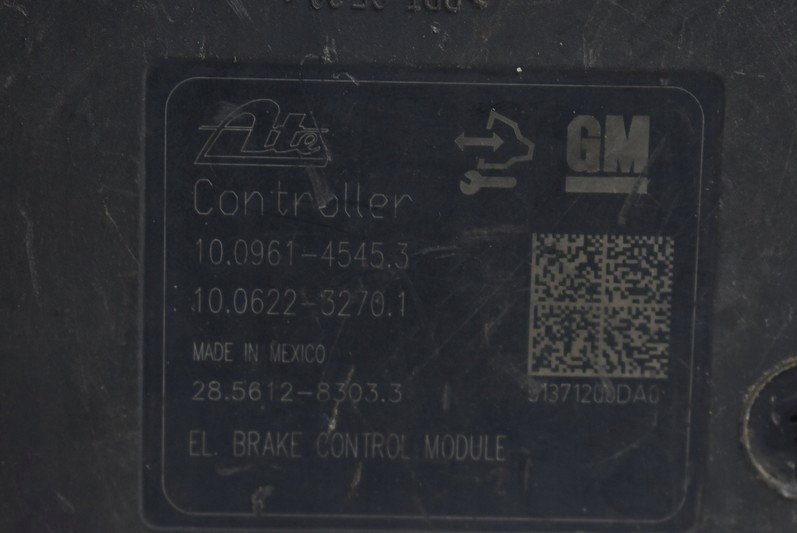 Ate
GM
Controller
10.0961-4545.3
10.0622-3270.1
MADE IN MEXICO
28.5612-8303.3
EL. BRAKE CONTROL MODULE